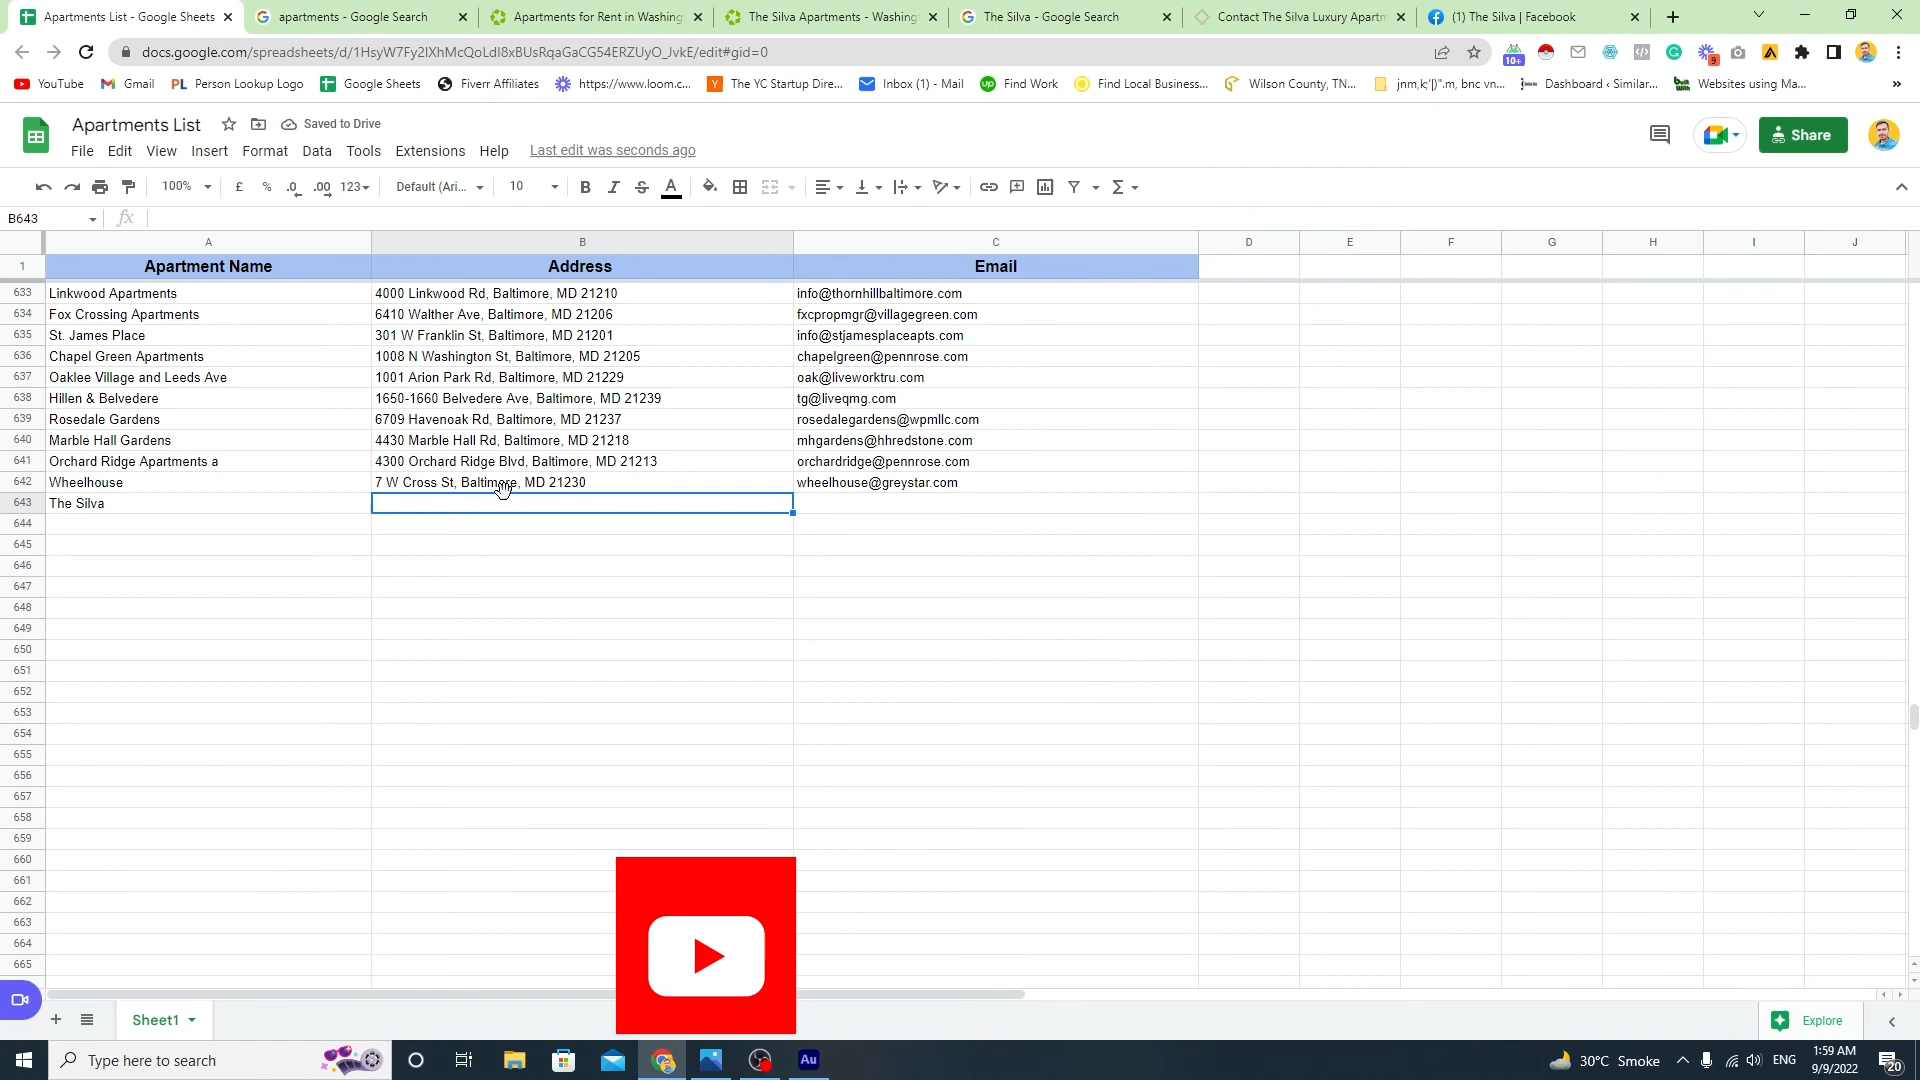 Apartments List - Google Sheets
apartments - Google Search
Apartments for Rent in Washing
The Silva Apartments - Washing
The Silva - Google Search
Contact The Silva Luxury Apartm
(1) The Silva | Facebook
docs.google.com/spreadsheets/d/1HsyW7Fy2IXhMcQoLdI8xBUsRqaGaCG54ERZUyO_JvkE/edit#gid=0
10+
9
YouTube
Gmail
PL Person Lookup Logo
Google Sheets
Fiverr Affiliates
https://www.loom.c...
The YC Startup Dire...
Inbox (1) - Mail
Find Work
Find Local Business...
Wilson County, TN...
jnm,k;'|)".m, bnc vn...
Dashboard ‹ Similar...
Websites using Ma...
»
Apartments List
Saved to Drive
Share
File Edit View Insert Format Data Tools Extensions Help Last edit was seconds ago
100% £ % .0 .00 123 Default (Ari... 10 B I S A
B643 fx
A B C D E F G H I J
1 Apartment Name Address Email
633 Linkwood Apartments 4000 Linkwood Rd, Baltimore, MD 21210 info@thornhillbaltimore.com
634 Fox Crossing Apartments 6410 Walther Ave, Baltimore, MD 21206 fxcpropmgr@villagegreen.com
635 St. James Place 301 W Franklin St, Baltimore, MD 21201 info@stjamesplaceapts.com
636 Chapel Green Apartments 1008 N Washington St, Baltimore, MD 21205 chapelgreen@pennrose.com
637 Oaklee Village and Leeds Ave 1001 Arion Park Rd, Baltimore, MD 21229 oak@liveworktru.com
638 Hillen & Belvedere 1650-1660 Belvedere Ave, Baltimore, MD 21239 tg@liveqmg.com
639 Rosedale Gardens 6709 Havenoak Rd, Baltimore, MD 21237 rosedalegardens@wpmllc.com
640 Marble Hall Gardens 4430 Marble Hall Rd, Baltimore, MD 21218 mhgardens@hhredstone.com
641 Orchard Ridge Apartments a 4300 Orchard Ridge Blvd, Baltimore, MD 21213 orchardridge@pennrose.com
642 Wheelhouse 7 W Cross St, Baltimore, MD 21230 wheelhouse@greystar.com
643 The Silva
644
645
646
647
648
649
650
651
652
653
654
655
656
657
658
659
660
661
662
663
664
665
Sheet1
Explore
Type here to search
Au
30°C Smoke
ENG
1:59 AM
9/9/2022
20